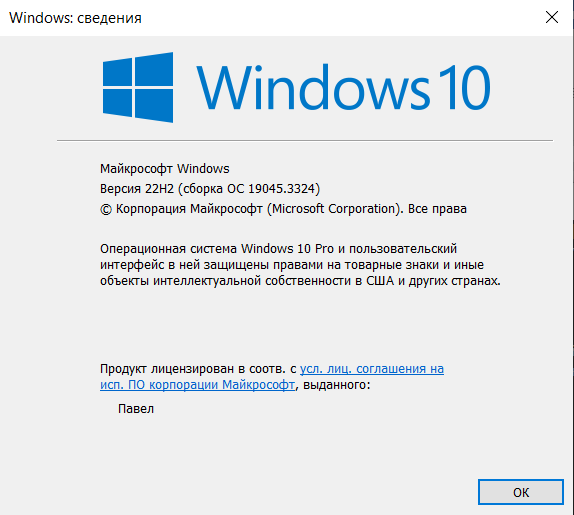 Windows: сведения
Windows 10
Майкрософт Windows
Версия 22H2 (сборка ОС 19045.3324)
© Корпорация Майкрософт (Microsoft Corporation). Все права
Операционная система Windows 10 Pro и пользовательский
интерфейс в ней защищены правами на товарные знаки и иные
объекты интеллектуальной собственности в США и других странах.
Продукт лицензирован в соотв. с усл. лиц. соглашения на
исп. ПО корпорации Майкрософт, выданного:
Павел
ОК